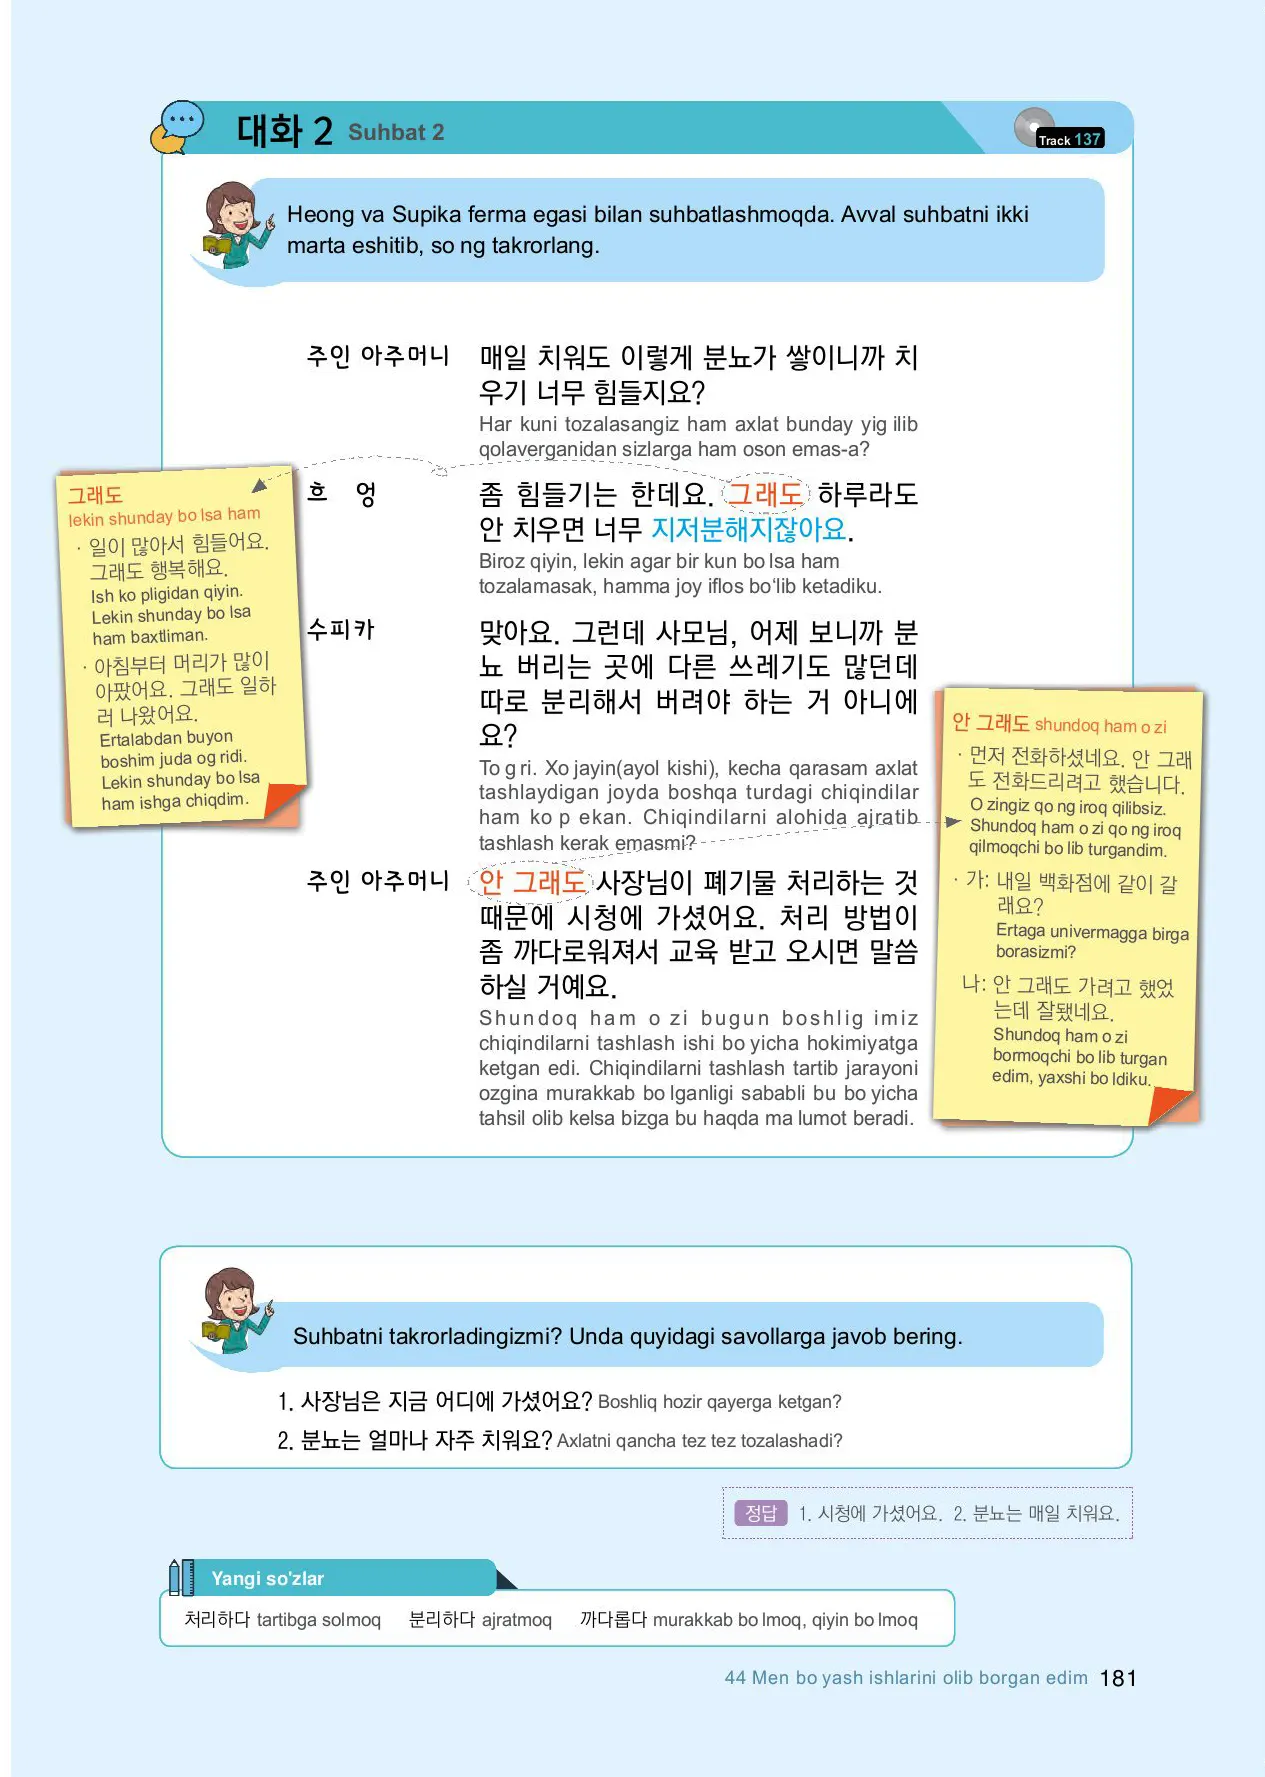 대화 2 Suhbat 2
Track 137
Heong va Supika ferma egasi bilan suhbatlashmoqda. Avval suhbatni ikki
marta eshitib, so ng takrorlang.
주인 아주머니 매일 치워도 이렇게 분뇨가 쌓이니까 치
우기 너무 힘들지요?
Har kuni tozalasangiz ham axlat bunday yig ilib
qolaverganidan sizlarga ham oson emas-a?
흐 엉 좀 힘들기는 한데요. 그래도 하루라도
안 치우면 너무 지저분해지잖아요.
Biroz qiyin, lekin agar bir kun bo lsa ham
tozalamasak, hamma joy iflos bo‘lib ketadiku.
수피카 맞아요. 그런데 사모님, 어제 보니까 분
뇨 버리는 곳에 다른 쓰레기도 많던데
따로 분리해서 버려야 하는 거 아니에
요?
To g ri. Xo jayin(ayol kishi), kecha qarasam axlat
tashlaydigan joyda boshqa turdagi chiqindilar
ham ko p ekan. Chiqindilarni alohida ajratib
tashlash kerak emasmi?
주인 아주머니 안 그래도 사장님이 폐기물 처리하는 것
때문에 시청에 가셨어요. 처리 방법이
좀 까다로워져서 교육 받고 오시면 말씀
하실 거예요.
Shundoq ham o zi bugun boshlig imiz
chiqindilarni tashlash ishi bo yicha hokimiyatga
ketgan edi. Chiqindilarni tashlash tartib jarayoni
ozgina murakkab bo lganligi sababli bu bo yicha
tahsil olib kelsa bizga bu haqda ma lumot beradi.
그래도
lekin shunday bo lsa ham
· 일이 많아서 힘들어요.
그래도 행복해요.
Ish ko pligidan qiyin.
Lekin shunday bo lsa
ham baxtliman.
· 아침부터 머리가 많이
아팠어요. 그래도 일하
러 나왔어요.
Ertalabdan buyon
boshim juda og ridi.
Lekin shunday bo lsa
ham ishga chiqdim.
안 그래도 shundoq ham o zi
· 먼저 전화하셨네요. 안 그래
도 전화드리려고 했습니다.
O zingiz qo ng iroq qilibsiz.
Shundoq ham o zi qo ng iroq
qilmoqchi bo lib turgandim.
· 가: 내일 백화점에 같이 갈
래요?
Ertaga univermagga birga
borasizmi?
나: 안 그래도 가려고 했었
는데 잘됐네요.
Shundoq ham o zi
bormoqchi bo lib turgan
edim, yaxshi bo ldiku.
Suhbatni takrorladingizmi? Unda quyidagi savollarga javob bering.
1. 사장님은 지금 어디에 가셨어요? Boshliq hozir qayerga ketgan?
2. 분뇨는 얼마나 자주 치워요? Axlatni qancha tez tez tozalashadi?
정답 1. 시청에 가셨어요. 2. 분뇨는 매일 치워요.
Yangi so'zlar
처리하다 tartibga solmoq 분리하다 ajratmoq 까다롭다 murakkab bo lmoq, qiyin bo lmoq
44 Men bo yash ishlarini olib borgan edim 181